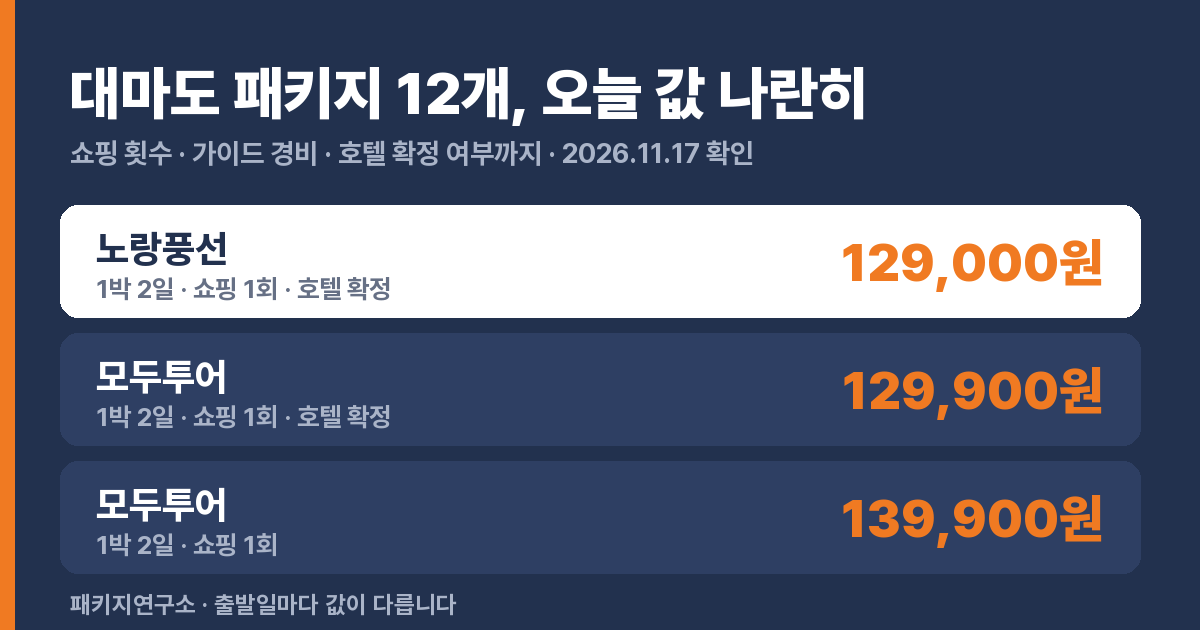 대마도 패키지 12개, 오늘 값 나란히
쇼핑 횟수 · 가이드 경비 · 호텔 확정 여부까지 · 2026.11.17 확인
노랑풍선
129,000원
1박 2일 · 쇼핑 1회 · 호텔 확정
모두투어
129,900원
1박 2일 · 쇼핑 1회 · 호텔 확정
모두투어
139,900원
1박 2일 · 쇼핑 1회
패키지연구소 · 출발일마다 값이 다릅니다